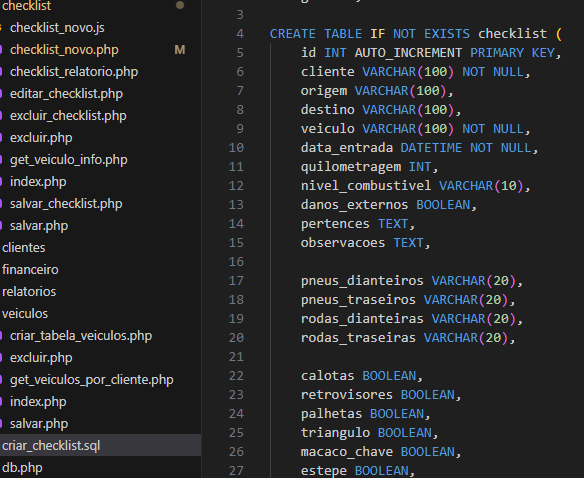 checklist
checklist_novo.js
checklist_novo.php M
checklist_relatorio.php
editar_checklist.php
excluir_checklist.php
excluir.php
get_veiculo_info.php
index.php
salvar_checklist.php
salvar.php
clientes
financeiro
relatorios
veiculos
criar_tabela_veiculos.php
excluir.php
get_veiculos_por_cliente.php
index.php
salvar.php
criar_checklist.sql
db.php
3
4 CREATE TABLE IF NOT EXISTS checklist (
5 id INT AUTO_INCREMENT PRIMARY KEY,
6 cliente VARCHAR(100) NOT NULL,
7 origem VARCHAR(100),
8 destino VARCHAR(100),
9 veiculo VARCHAR(100) NOT NULL,
10 data_entrada DATETIME NOT NULL,
11 quilometragem INT,
12 nivel_combustivel VARCHAR(10),
13 danos_externos BOOLEAN,
14 pertences TEXT,
15 observacoes TEXT,
16
17 pneus_dianteiros VARCHAR(20),
18 pneus_traseiros VARCHAR(20),
19 rodas_dianteiras VARCHAR(20),
20 rodas_traseiras VARCHAR(20),
21
22 calotas BOOLEAN,
23 retrovisores BOOLEAN,
24 palhetas BOOLEAN,
25 triangulo BOOLEAN,
26 macaco_chave BOOLEAN,
27 estepe BOOLEAN,